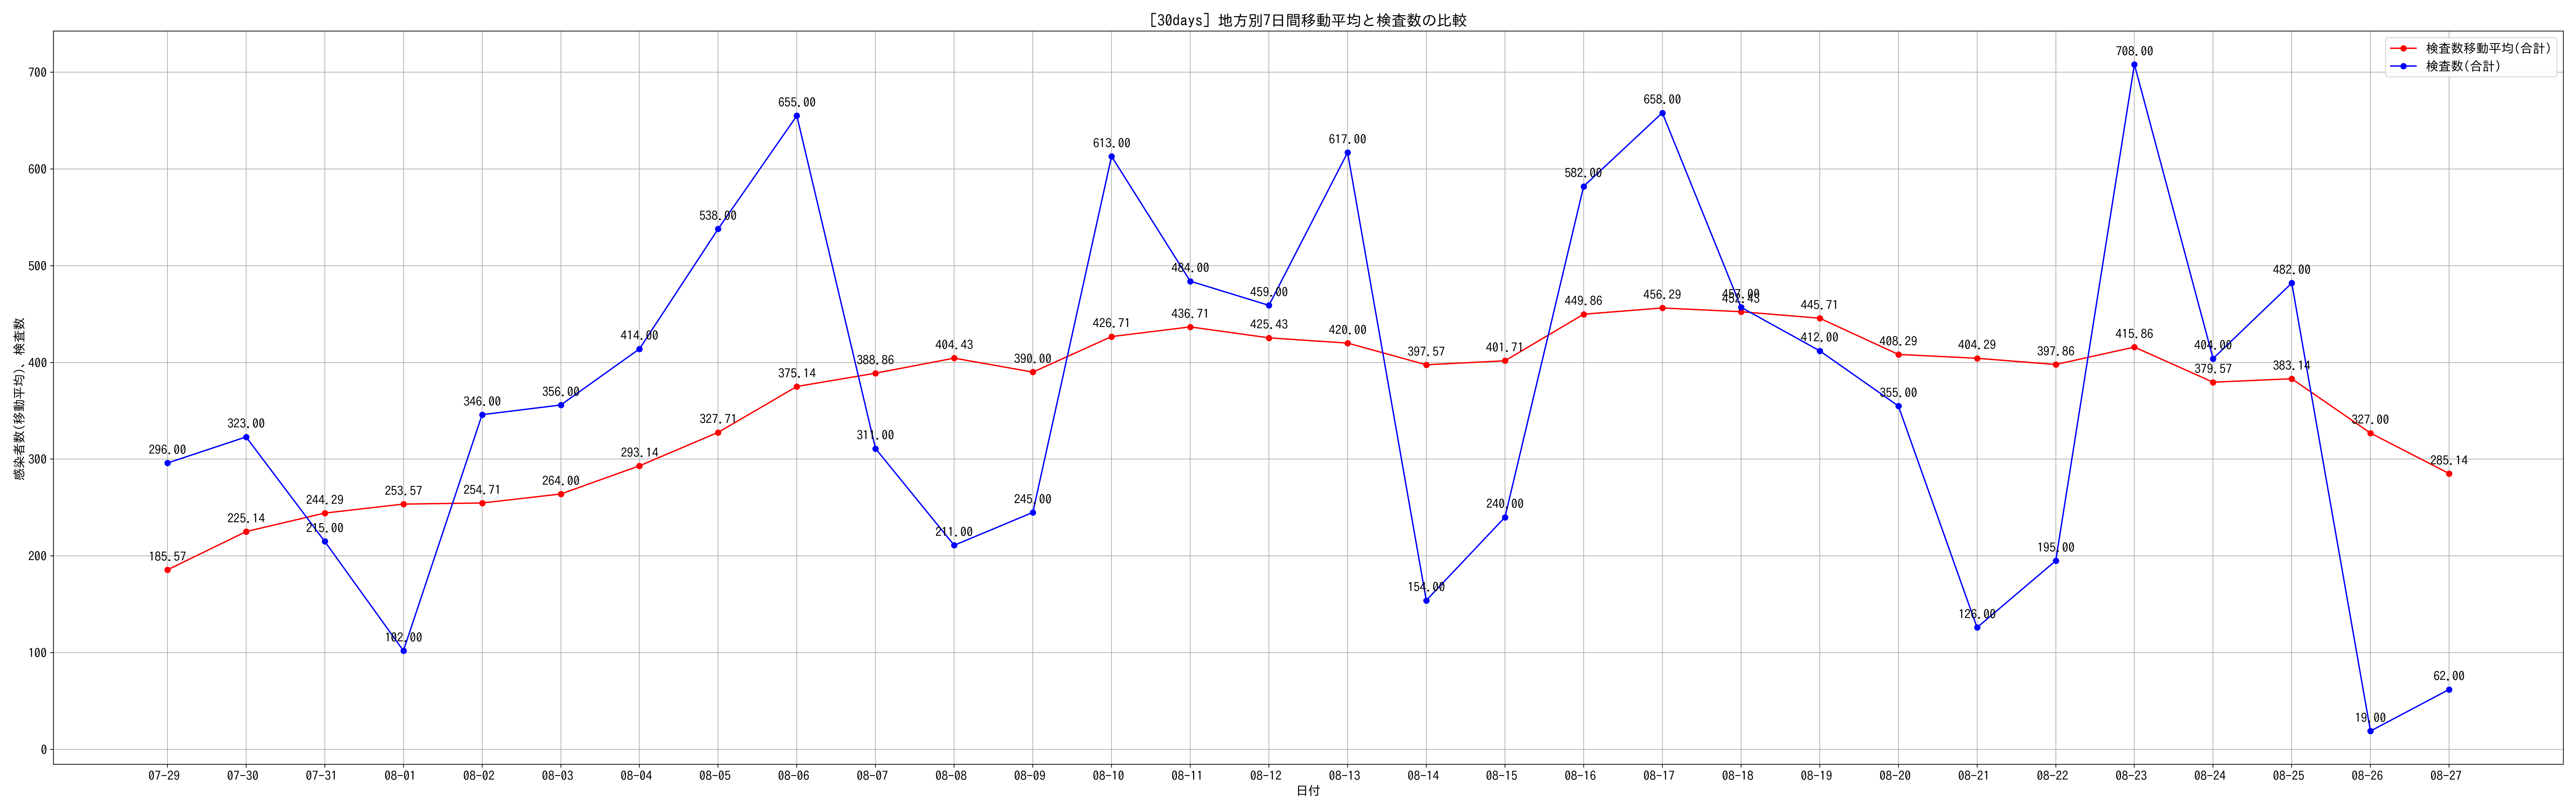 [30days] 地方別7日間移動平均と検査数の比較
検査数移動平均(合計)
検査数(合計)
感染者数(移動平均)、検査数
700
600
500
400
300
200
100
0
296.00 323.00 215.00 102.00 346.00 356.00 414.00 538.00 655.00 311.00 211.00 245.00 613.00 484.00 459.00 617.00 154.00 240.00 582.00 658.00 457.00 412.00 355.00 126.00 195.00 708.00 404.00 482.00 19.00 62.00
185.57 225.14 244.29 253.57 254.71 264.00 293.14 327.71 375.14 388.86 404.43 390.00 426.71 436.71 425.43 420.00 397.57 401.71 449.86 456.29 452.43 445.71 408.29 404.29 397.86 415.86 379.57 383.14 327.00 285.14
07-29 07-30 07-31 08-01 08-02 08-03 08-04 08-05 08-06 08-07 08-08 08-09 08-10 08-11 08-12 08-13 08-14 08-15 08-16 08-17 08-18 08-19 08-20 08-21 08-22 08-23 08-24 08-25 08-26 08-27
日付